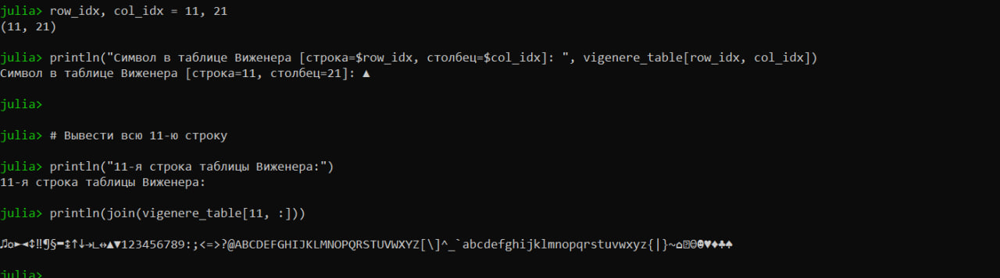 julia> row_idx, col_idx = 11, 21
(11, 21)
julia> println("Символ в таблице Виженера [строка=$row_idx, столбец=$col_idx]: ", vigenere_table[row_idx, col_idx])
Символ в таблице Виженера [строка=11, столбец=21]: ▲
julia>
julia> # Вывести всю 11-ю строку
julia> println("11-я строка таблицы Виженера:")
11-я строка таблицы Виженера:
julia> println(join(vigenere_table[11, :]))
♫☼►◄↕‼¶§▬↨↑↓→∟↔▲▼123456789:;<=>?@ABCDEFGHIJKLMNOPQRSTUVWXYZ[\]^_`abcdefghijklmnopqrstuvwxyz{|}~⌂⍰☺☻♥♦♣♠
julia>